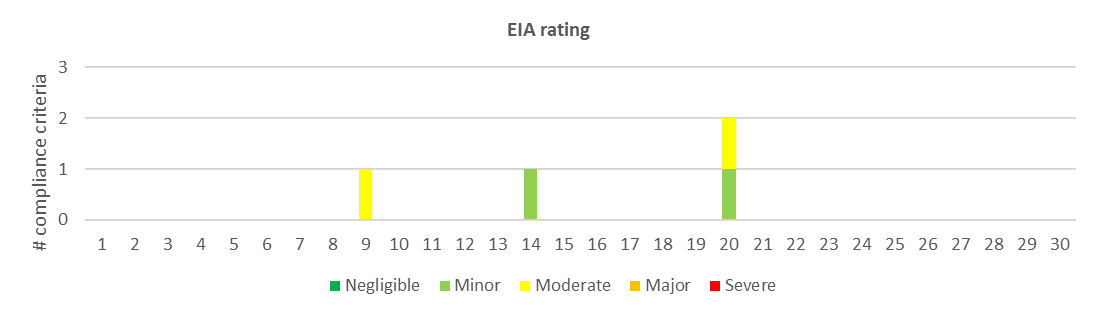 EIA rating
# compliance criteria
3
2
1
0
1 2 3 4 5 6 7 8 9 10 11 12 13 14 15 16 17 18 19 20 21 22 23 24 25 26 27 28 29 30
Negligible Minor Moderate Major Severe